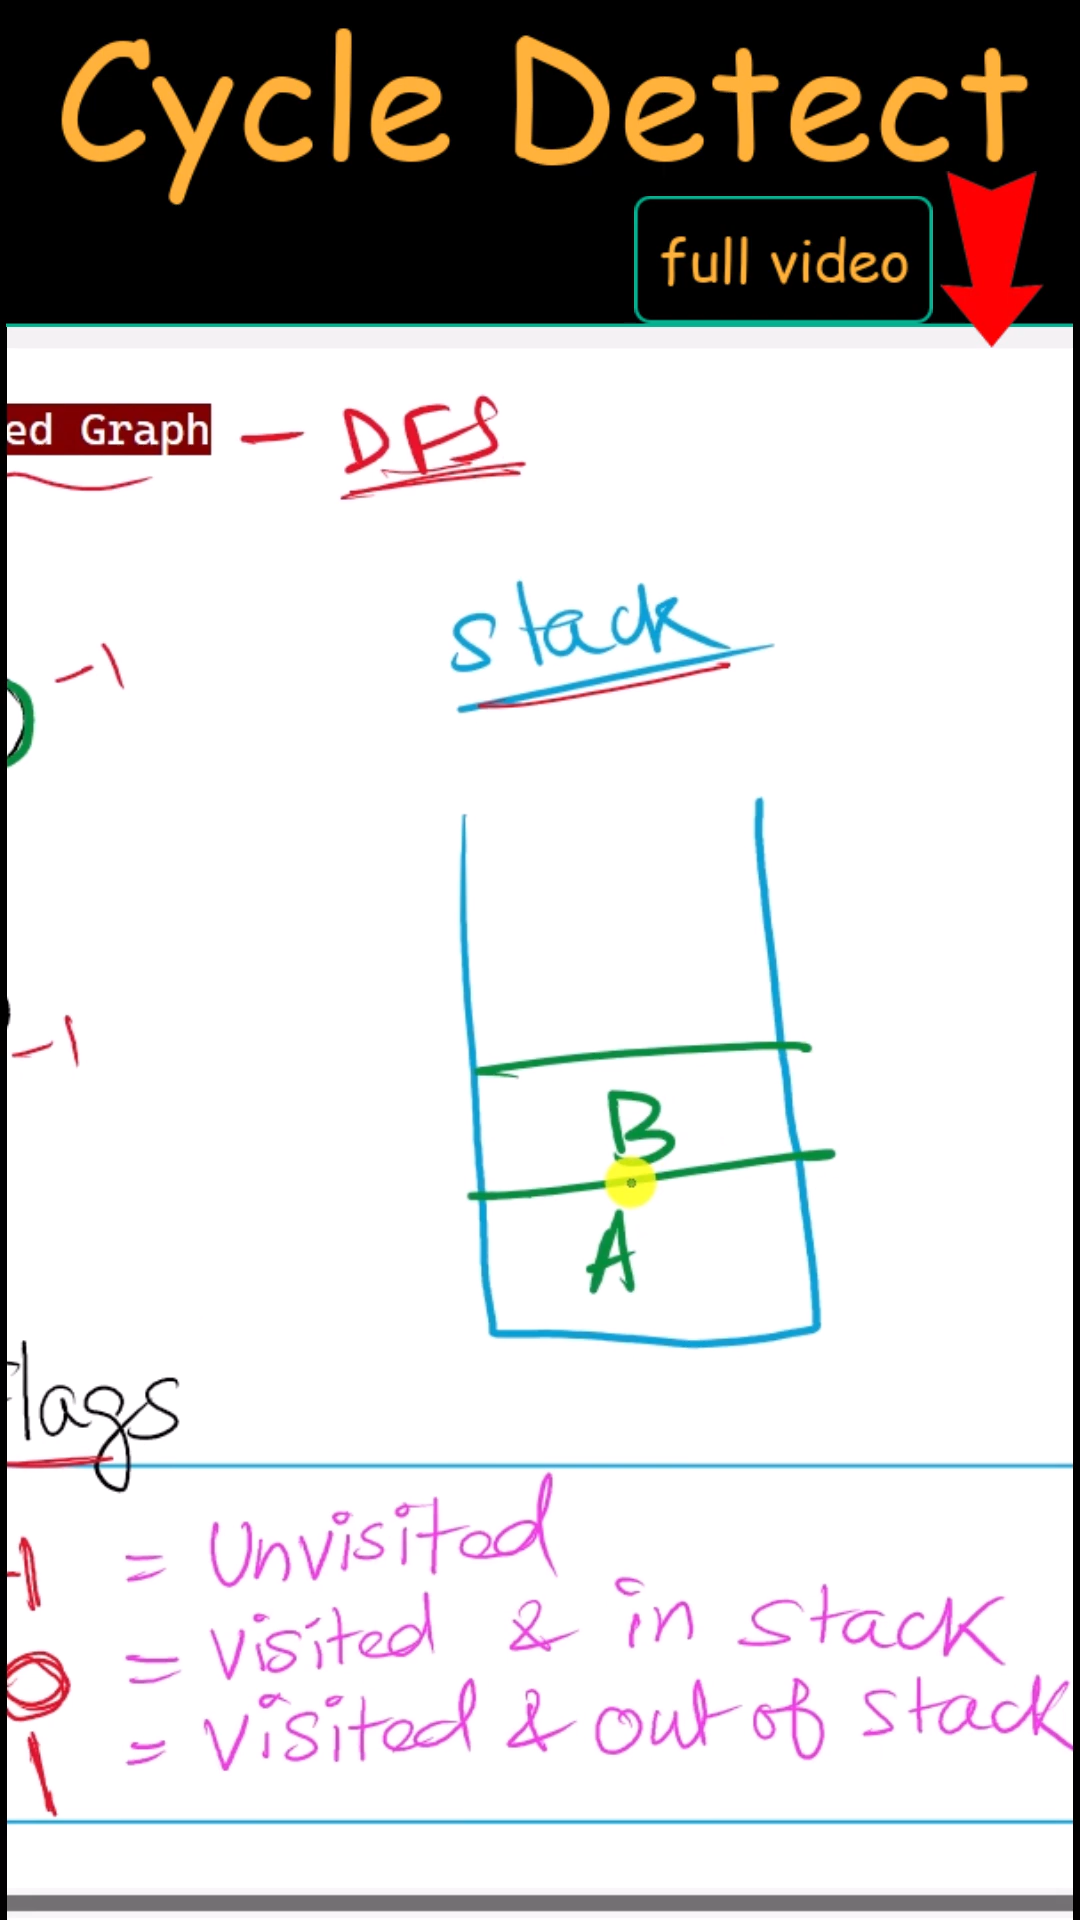 Cycle Detect
full video
ed Graph - DFS
stack
-1
-1
B
A
Flags
-1 = Unvisited
0 = visited & in stack
1 = visited & out of stack